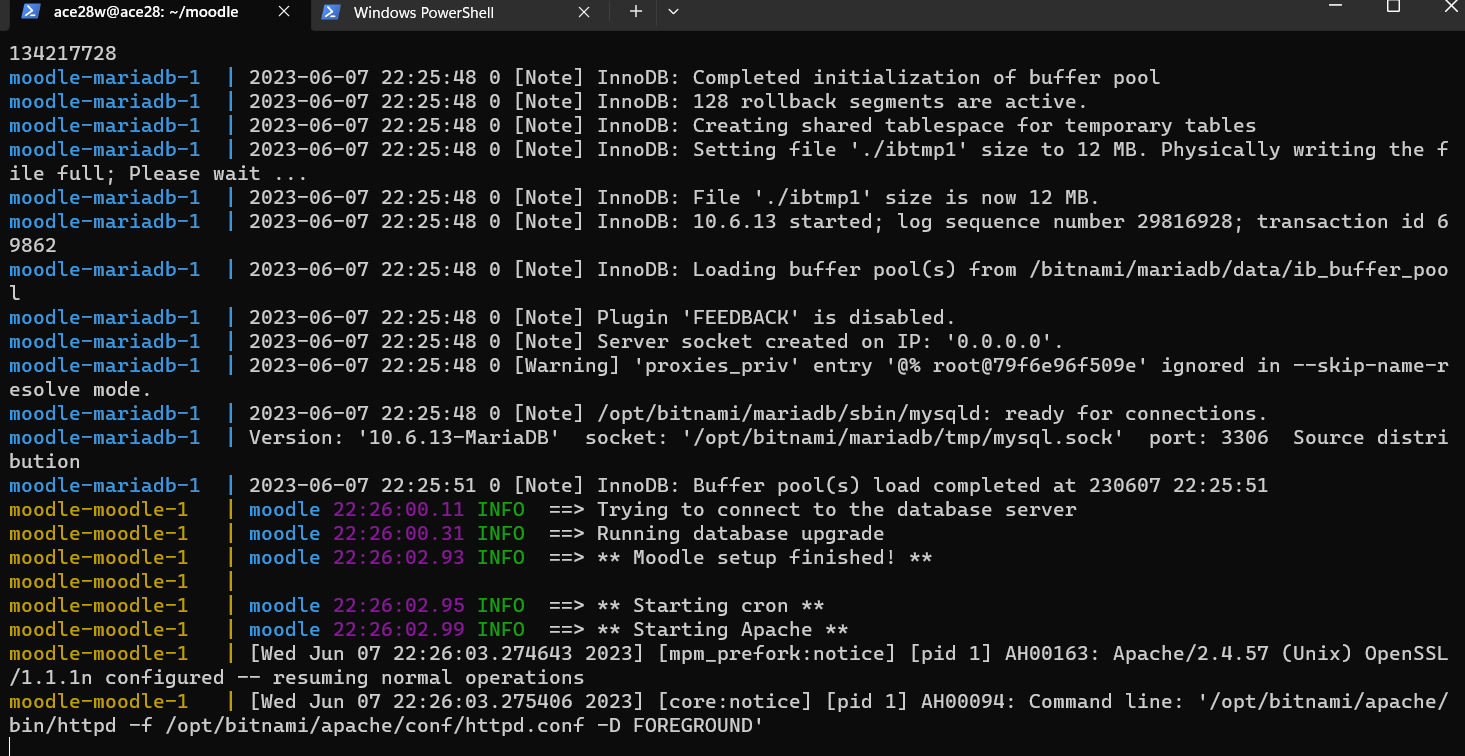 ace28w@ace28: ~/moodle
Windows PowerShell
134217728
moodle-mariadb-1  | 2023-06-07 22:25:48 0 [Note] InnoDB: Completed initialization of buffer pool
moodle-mariadb-1  | 2023-06-07 22:25:48 0 [Note] InnoDB: 128 rollback segments are active.
moodle-mariadb-1  | 2023-06-07 22:25:48 0 [Note] InnoDB: Creating shared tablespace for temporary tables
moodle-mariadb-1  | 2023-06-07 22:25:48 0 [Note] InnoDB: Setting file './ibtmp1' size to 12 MB. Physically writing the f
ile full; Please wait ...
moodle-mariadb-1  | 2023-06-07 22:25:48 0 [Note] InnoDB: File './ibtmp1' size is now 12 MB.
moodle-mariadb-1  | 2023-06-07 22:25:48 0 [Note] InnoDB: 10.6.13 started; log sequence number 29816928; transaction id 6
9862
moodle-mariadb-1  | 2023-06-07 22:25:48 0 [Note] InnoDB: Loading buffer pool(s) from /bitnami/mariadb/data/ib_buffer_poo
l
moodle-mariadb-1  | 2023-06-07 22:25:48 0 [Note] Plugin 'FEEDBACK' is disabled.
moodle-mariadb-1  | 2023-06-07 22:25:48 0 [Note] Server socket created on IP: '0.0.0.0'.
moodle-mariadb-1  | 2023-06-07 22:25:48 0 [Warning] 'proxies_priv' entry '@% root@79f6e96f509e' ignored in --skip-name-r
esolve mode.
moodle-mariadb-1  | 2023-06-07 22:25:48 0 [Note] /opt/bitnami/mariadb/sbin/mysqld: ready for connections.
moodle-mariadb-1  | Version: '10.6.13-MariaDB'  socket: '/opt/bitnami/mariadb/tmp/mysql.sock'  port: 3306  Source distri
bution
moodle-mariadb-1  | 2023-06-07 22:25:51 0 [Note] InnoDB: Buffer pool(s) load completed at 230607 22:25:51
moodle-moodle-1   | moodle 22:26:00.11 INFO  ==> Trying to connect to the database server
moodle-moodle-1   | moodle 22:26:00.31 INFO  ==> Running database upgrade
moodle-moodle-1   | moodle 22:26:02.93 INFO  ==> ** Moodle setup finished! **
moodle-moodle-1   |
moodle-moodle-1   | moodle 22:26:02.95 INFO  ==> ** Starting cron **
moodle-moodle-1   | moodle 22:26:02.99 INFO  ==> ** Starting Apache **
moodle-moodle-1   | [Wed Jun 07 22:26:03.274643 2023] [mpm_prefork:notice] [pid 1] AH00163: Apache/2.4.57 (Unix) OpenSSL
/1.1.1n configured -- resuming normal operations
moodle-moodle-1   | [Wed Jun 07 22:26:03.275406 2023] [core:notice] [pid 1] AH00094: Command line: '/opt/bitnami/apache/
bin/httpd -f /opt/bitnami/apache/conf/httpd.conf -D FOREGROUND'